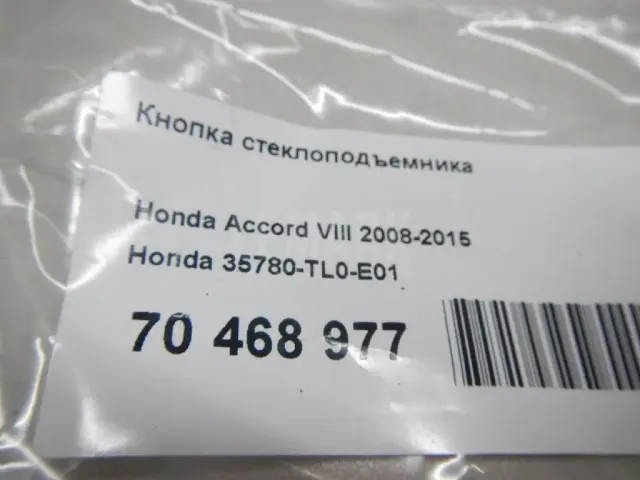 Кнопка стеклоподъемника
Honda Accord VIII 2008-2015
Honda 35780-TL0-E01
70 468 977